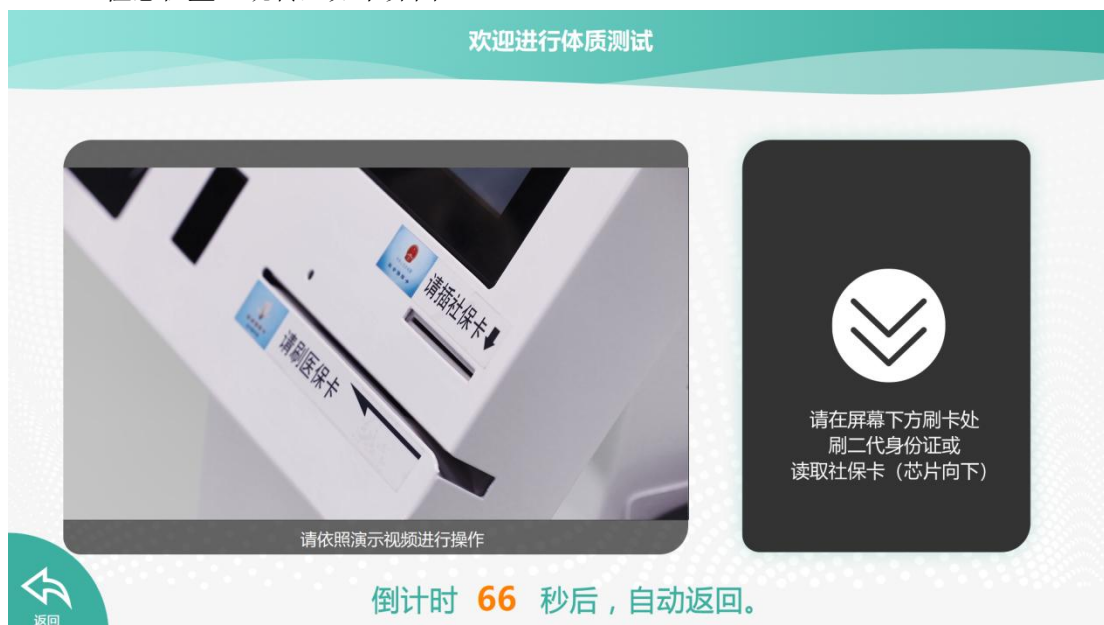 欢迎进行体质测试
请插社保卡
请刷医保卡
请依照演示视频进行操作
请在屏幕下方刷卡处
刷二代身份证或
读取社保卡（芯片向下）
返回
倒计时 66 秒后，自动返回。